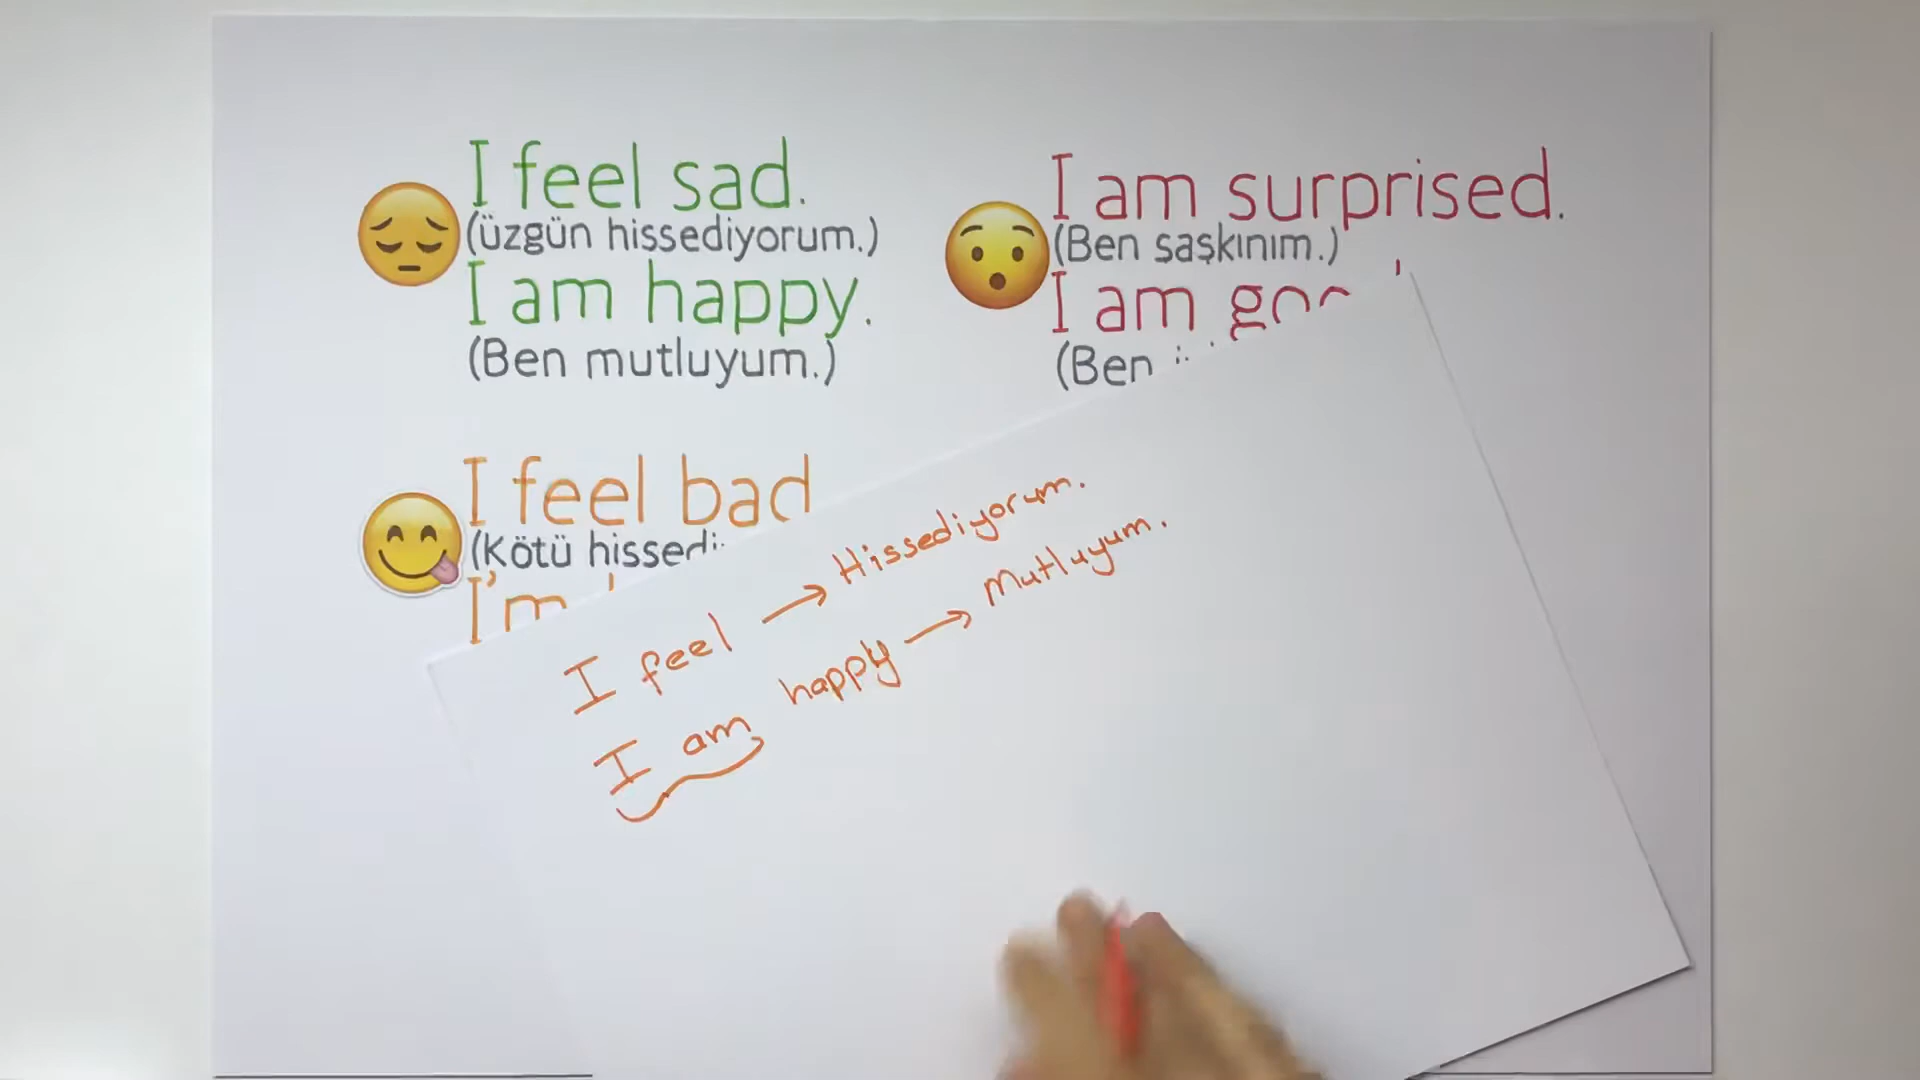 I feel sad.
(üzgün hissediyorum.)
I am happy.
(Ben mutluyum.)
I am surprised.
(Ben şaşkınım.)
I am
(Ben
I feel bad
(Kötü
I'm
I feel → Hissediyorum.
I am happy → Mutluyum.